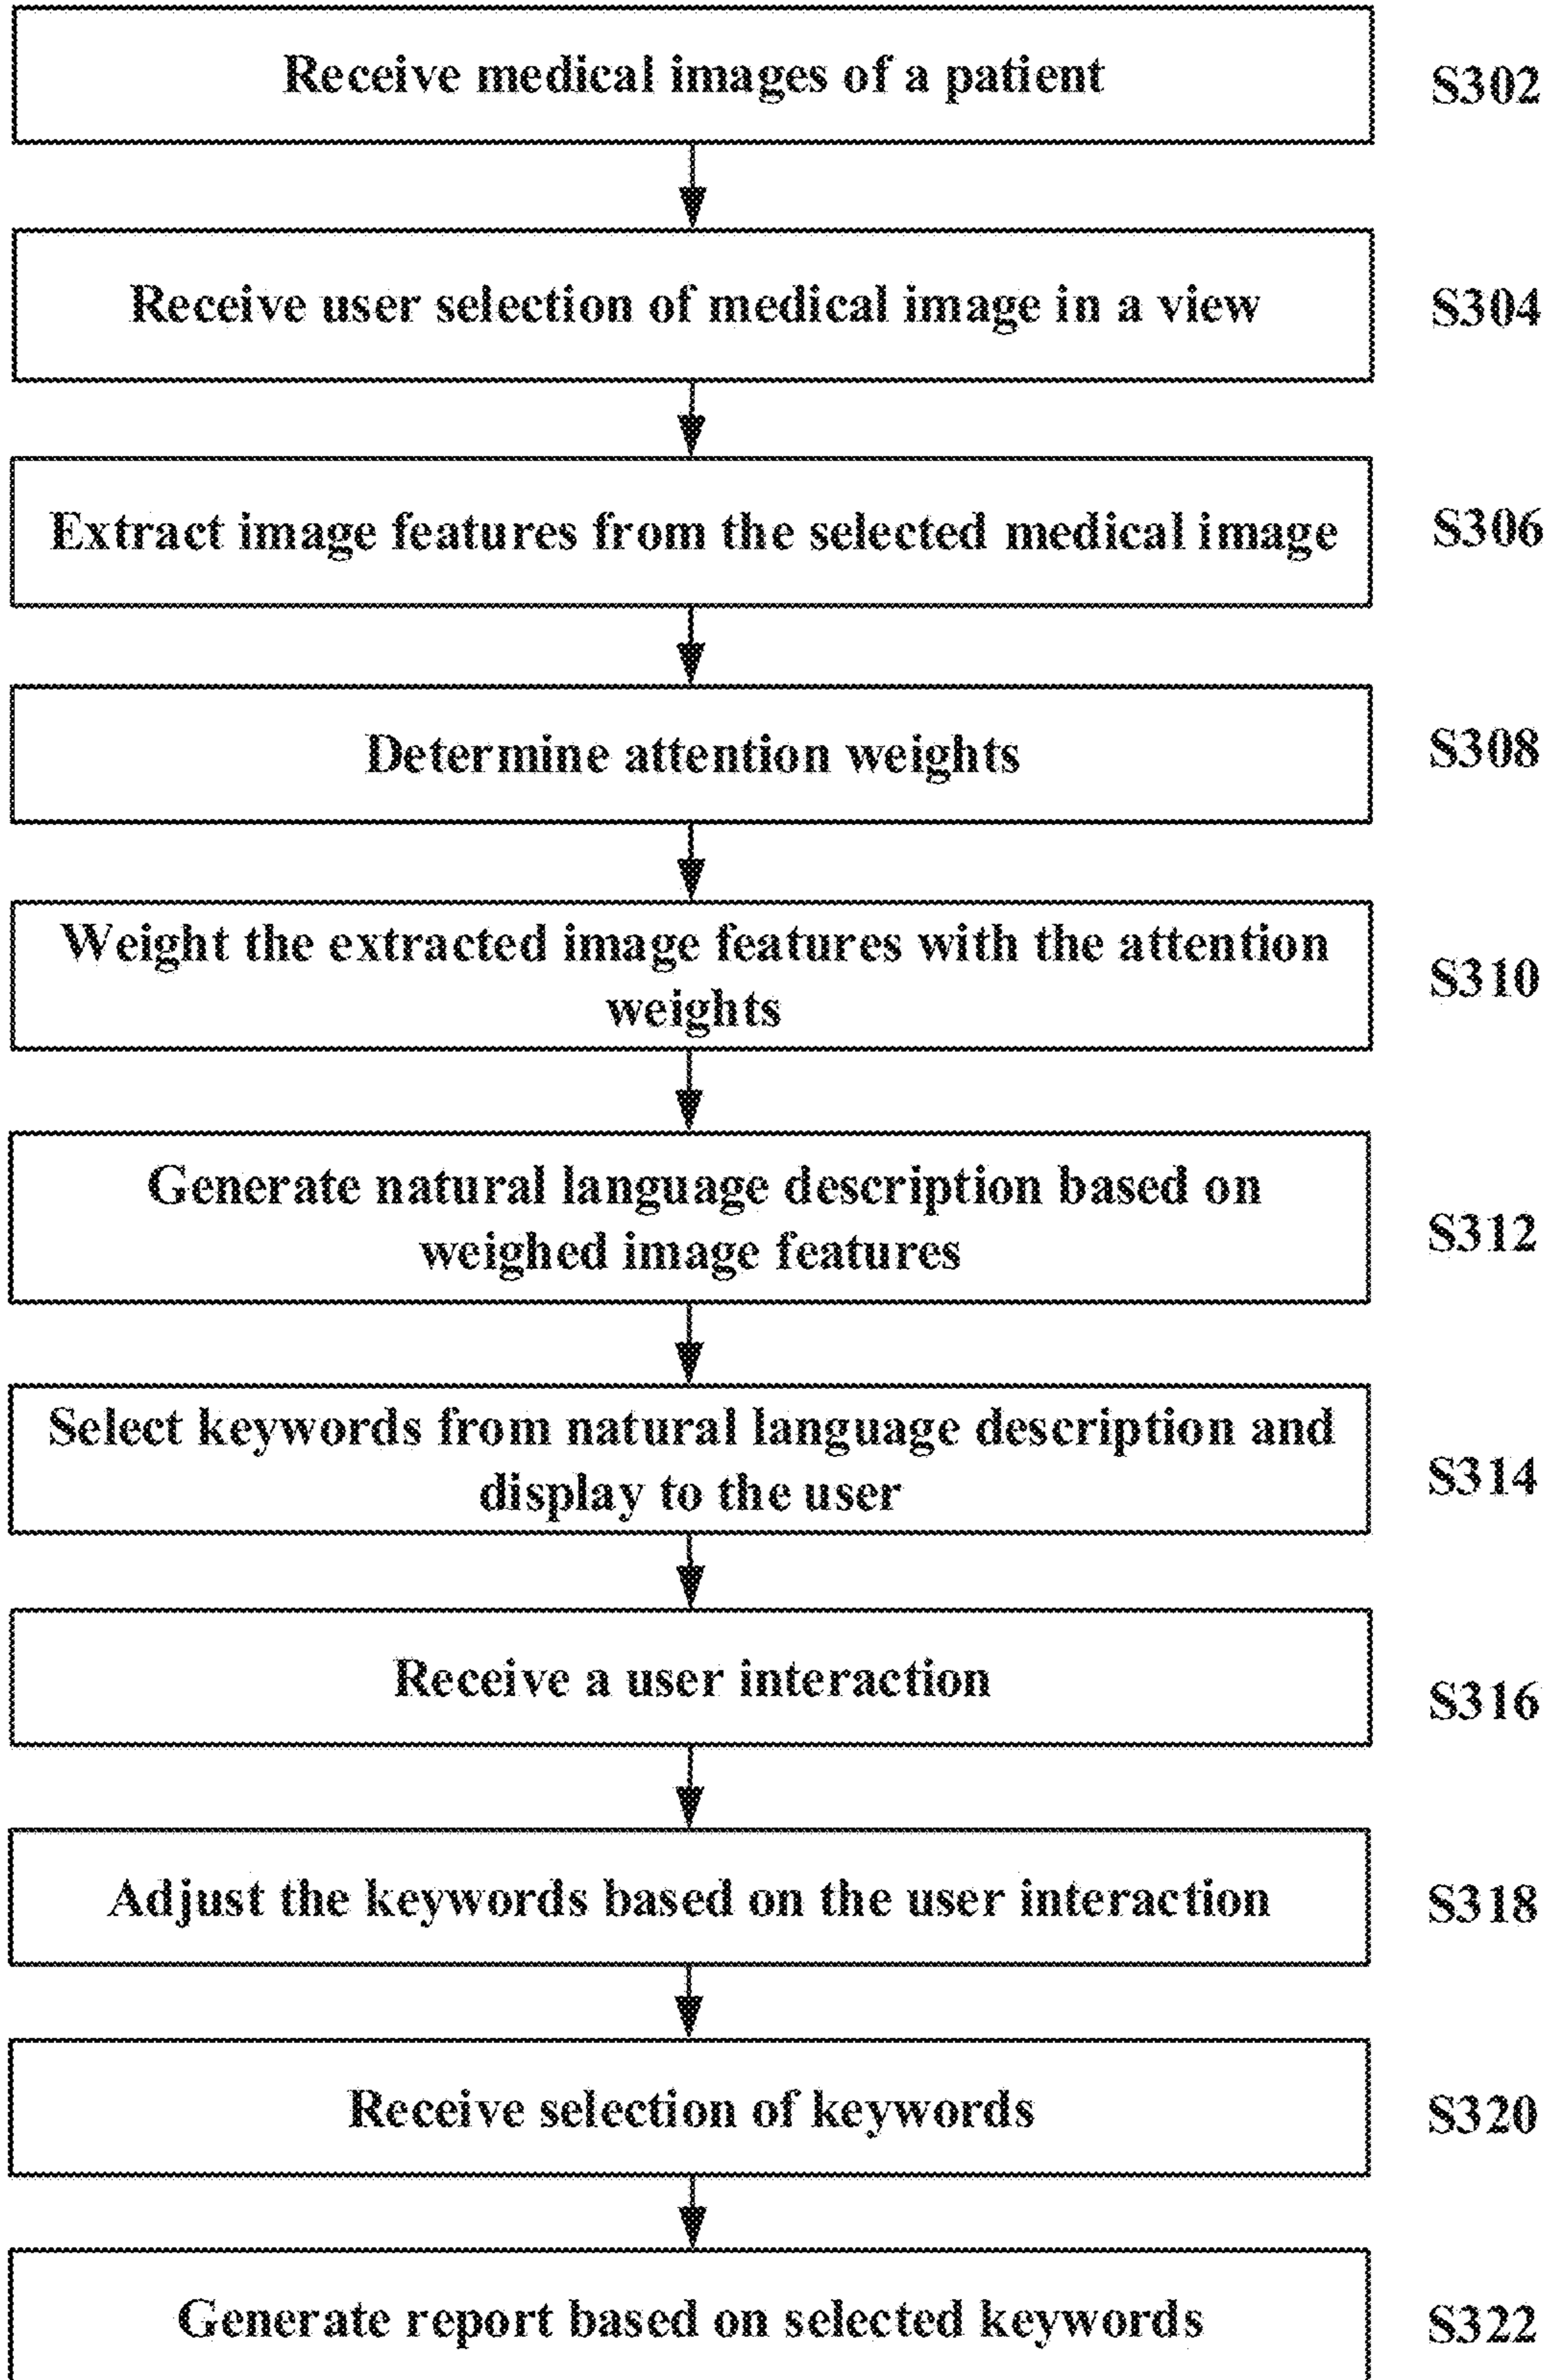 Receive medical images of a patient
S302
Receive user selection of medical image in a view
S304
Extract image features from the selected medical image
S306
Determine attention weights
S308
Weight the extracted image features with the attention
weights
S310
Generate natural language description based on
weighed image features
S312
Select keywords from natural language description and
display to the user
S314
Receive a user interaction
S316
Adjust the keywords based on the user interaction
S318
Receive selection of keywords
S320
Generate report based on selected keywords
S322